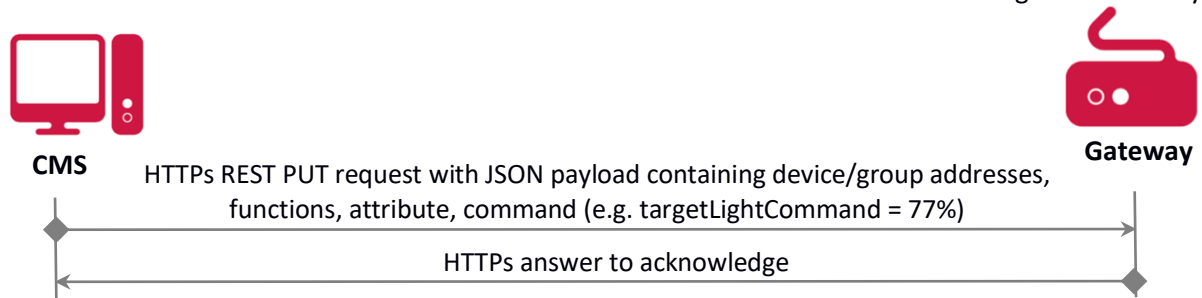 CMS
Gateway
HTTPs REST PUT request with JSON payload containing device/group addresses,
functions, attribute, command (e.g. targetLightCommand = 77%)
HTTPs answer to acknowledge